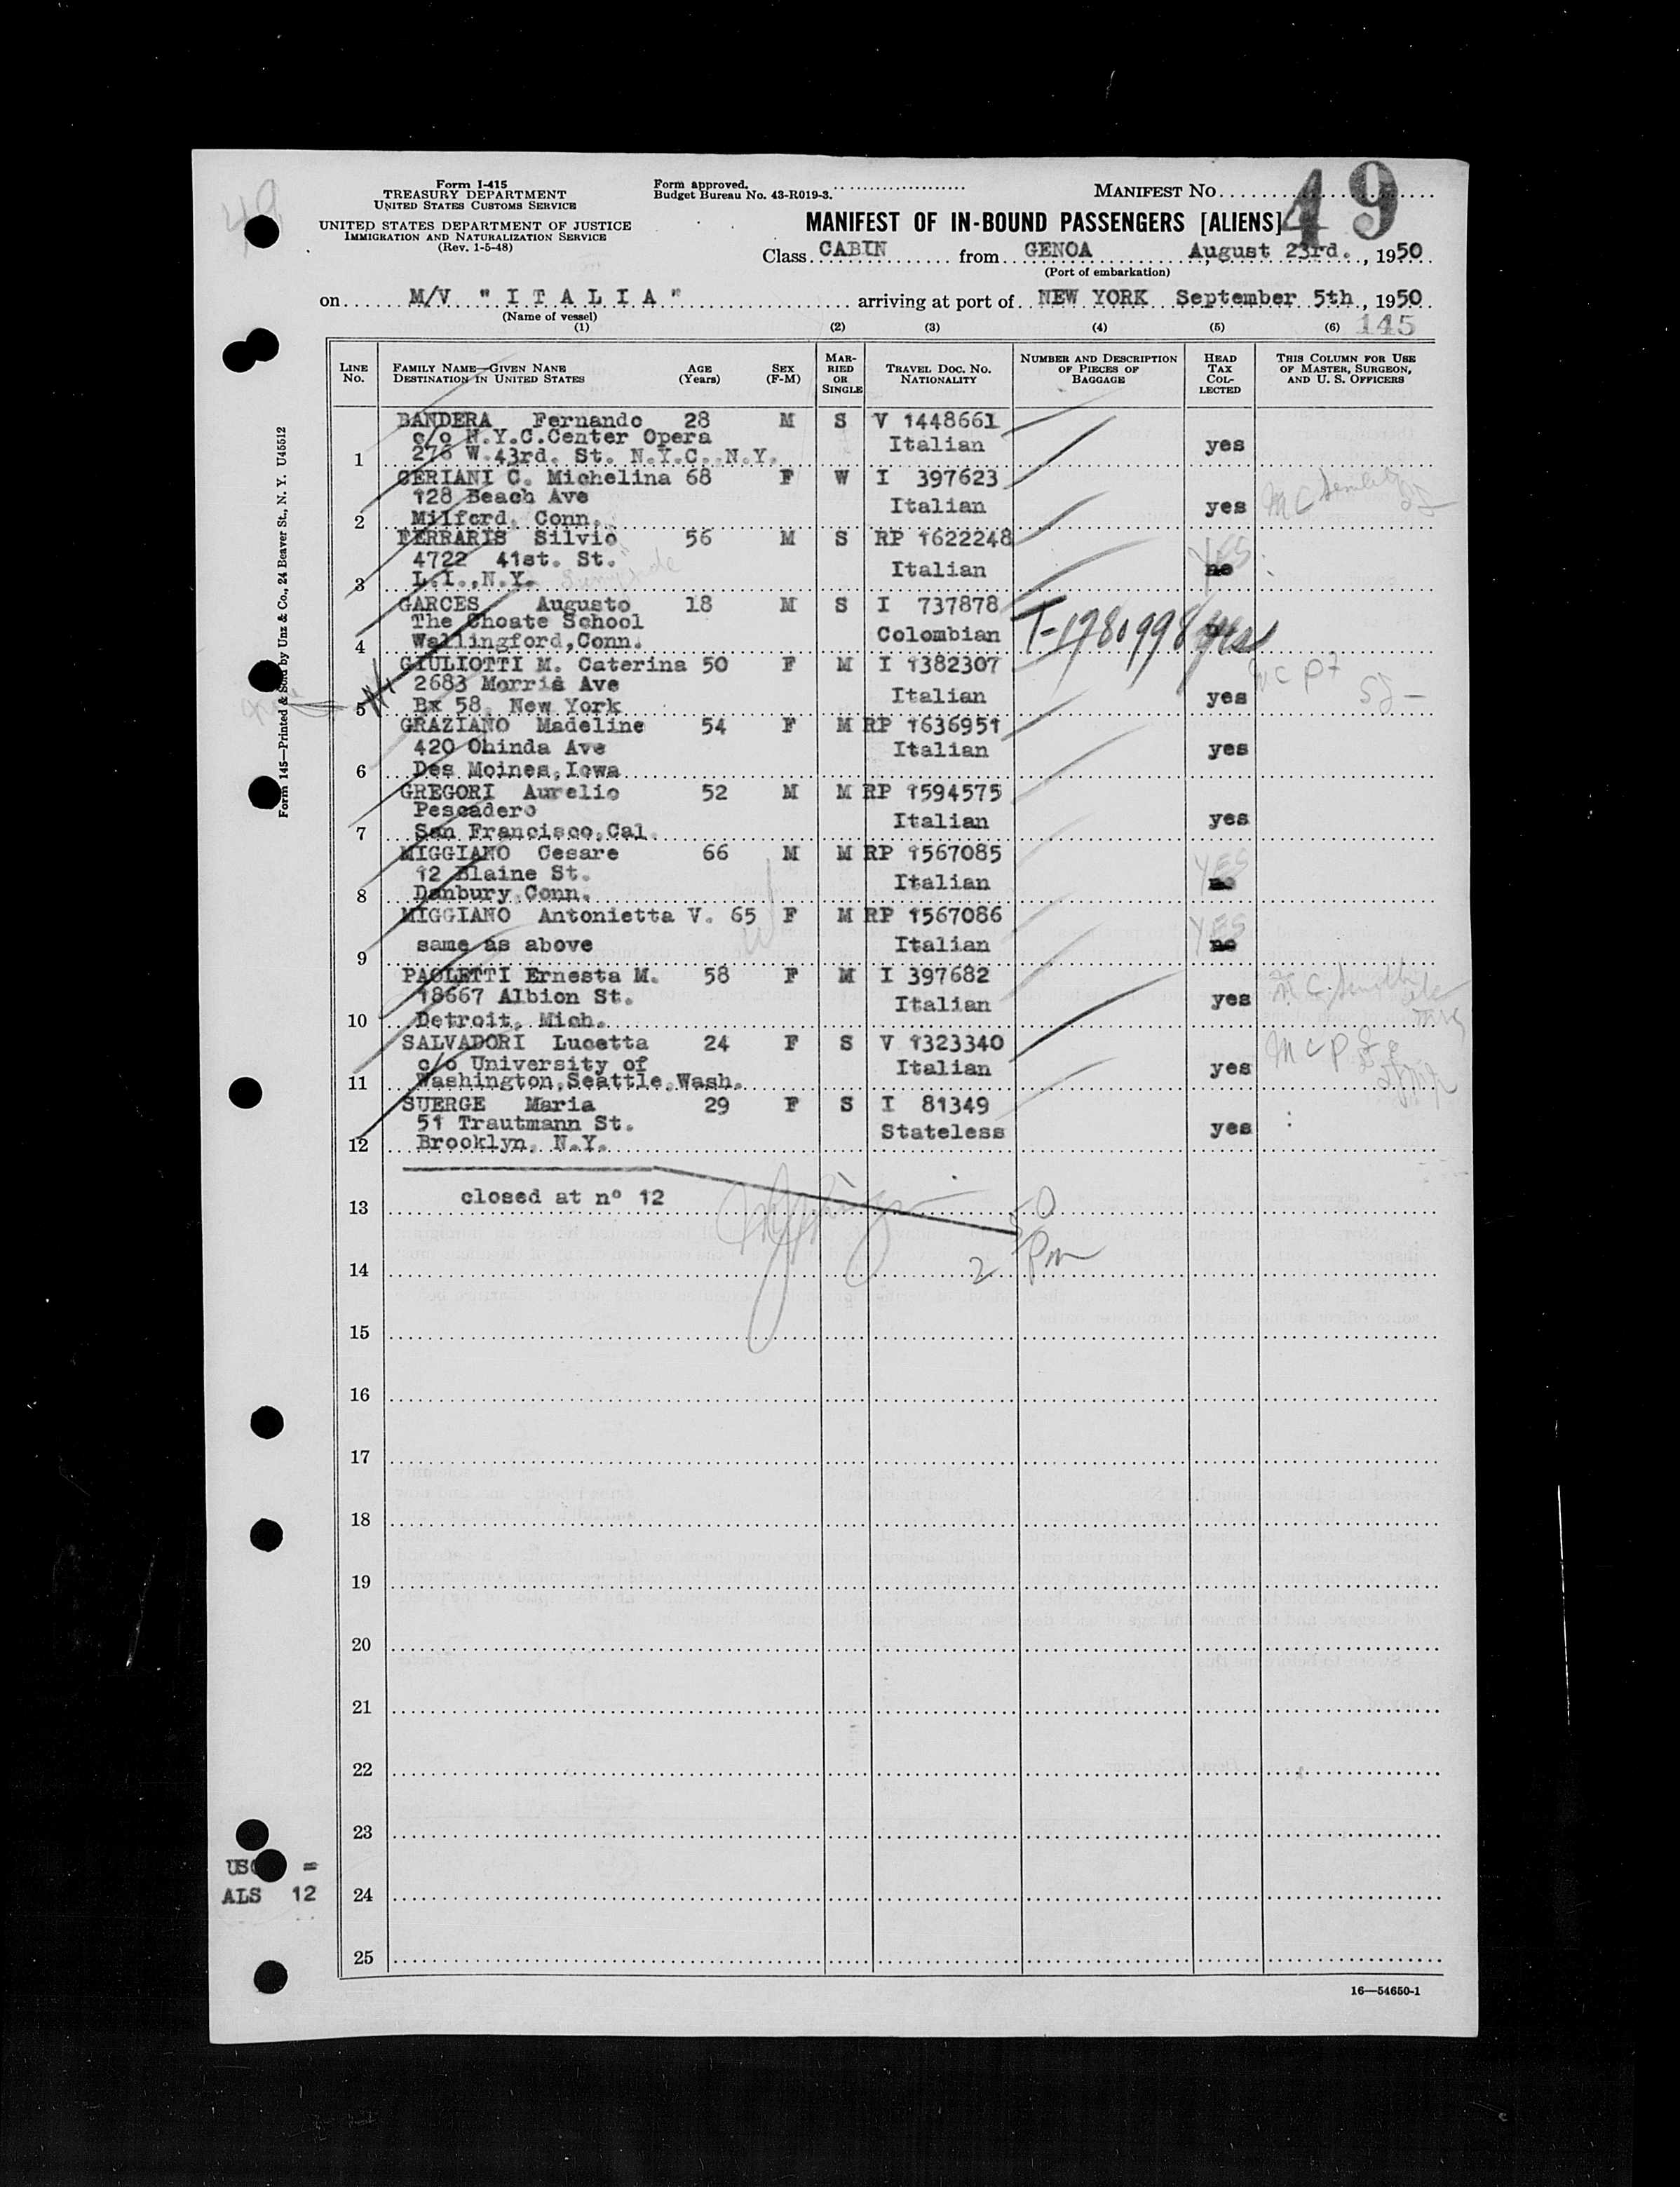 49
Form I-415
TREASURY DEPARTMENT
UNITED STATES CUSTOMS SERVICE
UNITED STATES DEPARTMENT OF JUSTICE
IMMIGRATION AND NATURALIZATION SERVICE
(Rev. 1-5-48)
Form approved.
Budget Bureau No. 43-R019-3.
MANIFEST No. 49
MANIFEST OF IN-BOUND PASSENGERS [ALIENS]
Class CABIN from GENOA August 23rd., 1950
(Port of embarkation)
on M/V "ITALIA" arriving at port of NEW YORK September 5th, 1950
(Name of vessel)
(1) (2) (3) (4) (5) (6) 145
LINE No. FAMILY NAME—GIVEN NANE DESTINATION IN UNITED STATES AGE (Years) SEX (F-M) MARRIED OR SINGLE TRAVEL DOC. No. NATIONALITY NUMBER AND DESCRIPTION OF PIECES OF BAGGAGE HEAD TAX COLLECTED THIS COLUMN FOR USE OF MASTER, SURGEON, AND U. S. OFFICERS
BANDERA Fernando 28 M S V 1448661
c/o N.Y.C.Center Opera Italian yes
1 276 W.43rd. St. N.Y.C. N.Y.
CERIANI C. Michelina 68 F W I 397623
128 Beach Ave Italian yes
2 Milford, Conn.
FERRARIS Silvio 56 M S RP 1622248
4722 41st. St. Italian no YES
3 L.I.,N.Y. Sunnyside
GARCES Augusto 18 M S I 737878
The Choate School Colombian T-1780998 yes
4 Wallingford,Conn.
GIULIOTTI M. Caterina 50 F M I 1382307
2683 Morris Ave Italian yes
5 Bx 58, New York
GRAZIANO Madeline 54 F M RP 1636951
420 Ohinda Ave Italian yes
6 Des Moines,Iowa
GREGORI Aurelio 52 M M RP 1594575
Pescadero Italian yes
7 San Francisco,Cal.
MIGGIANO Cesare 66 M M RP 1567085
12 Blaine St. Italian no YES
8 Danbury,Conn.
MIGGIANO Antonietta V. 65 F M RP 1567086
9 same as above Italian no YES
PAOLETTI Ernesta M. 58 F M I 397682
18667 Albion St. Italian yes
10 Detroit, Mich.
SALVADORI Lucetta 24 F S V 1323340
c/o University of Italian yes
11 Washington,Seattle,Wash.
SUERGE Maria 29 F S I 81349
51 Trautmann St. Stateless yes
12 Brooklyn, N.Y.
13 closed at nº 12
2 50 Pm
14
15
16
17
18
19
20
21
22
23
24
25
USC =
ALS 12
Form 145—Printed & Sold by Unz & Co., 24 Beaver St., N. Y. U45512
16—54650-1